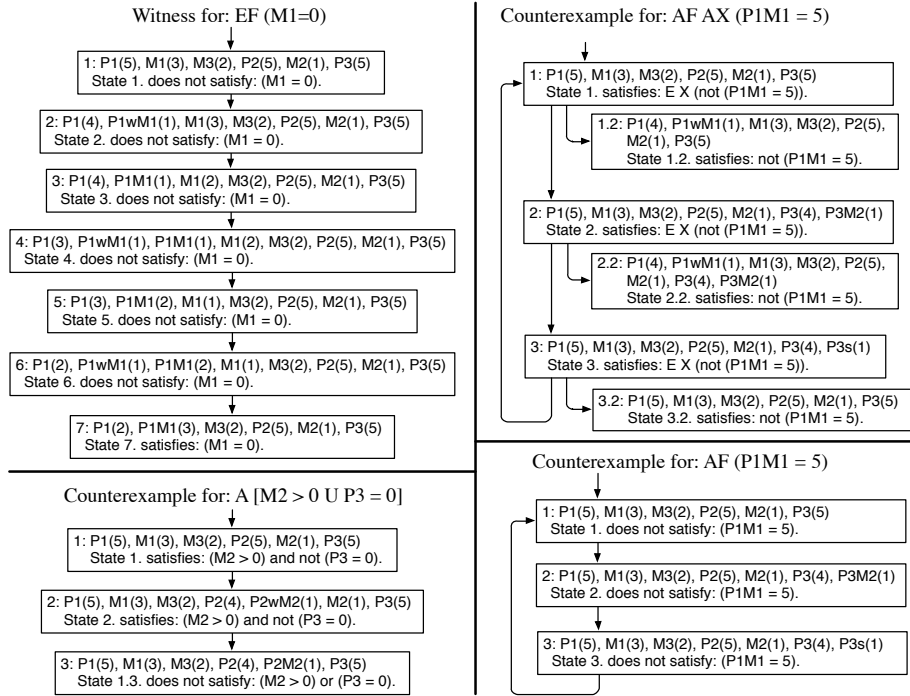 Witness for: EF (M1=0)
1: P1(5), M1(3), M3(2), P2(5), M2(1), P3(5)
State 1. does not satisfy: (M1 = 0).
2: P1(4), P1wM1(1), M1(3), M3(2), P2(5), M2(1), P3(5)
State 2. does not satisfy: (M1 = 0).
3: P1(4), P1M1(1), M1(2), M3(2), P2(5), M2(1), P3(5)
State 3. does not satisfy: (M1 = 0).
4: P1(3), P1wM1(1), P1M1(1), M1(2), M3(2), P2(5), M2(1), P3(5)
State 4. does not satisfy: (M1 = 0).
5: P1(3), P1M1(2), M1(1), M3(2), P2(5), M2(1), P3(5)
State 5. does not satisfy: (M1 = 0).
6: P1(2), P1wM1(1), P1M1(2), M1(1), M3(2), P2(5), M2(1), P3(5)
State 6. does not satisfy: (M1 = 0).
7: P1(2), P1M1(3), M3(2), P2(5), M2(1), P3(5)
State 7. satisfies: (M1 = 0).
Counterexample for: A [M2 > 0 U P3 = 0]
1: P1(5), M1(3), M3(2), P2(5), M2(1), P3(5)
State 1. satisfies: (M2 > 0) and not (P3 = 0).
2: P1(5), M1(3), M3(2), P2(4), P2wM2(1), M2(1), P3(5)
State 2. satisfies: (M2 > 0) and not (P3 = 0).
3: P1(5), M1(3), M3(2), P2(4), P2M2(1), P3(5)
State 1.3. does not satisfy: (M2 > 0) or (P3 = 0).
Counterexample for: AF AX (P1M1 = 5)
1: P1(5), M1(3), M3(2), P2(5), M2(1), P3(5)
State 1. satisfies: E X (not (P1M1 = 5)).
1.2: P1(4), P1wM1(1), M1(3), M3(2), P2(5),
M2(1), P3(5)
State 1.2. satisfies: not (P1M1 = 5).
2: P1(5), M1(3), M3(2), P2(5), M2(1), P3(4), P3M2(1)
State 2. satisfies: E X (not (P1M1 = 5)).
2.2: P1(4), P1wM1(1), M1(3), M3(2), P2(5),
M2(1), P3(4), P3M2(1)
State 2.2. satisfies: not (P1M1 = 5).
3: P1(5), M1(3), M3(2), P2(5), M2(1), P3(4), P3s(1)
State 3. satisfies: E X (not (P1M1 = 5)).
3.2: P1(5), M1(3), M3(2), P2(5), M2(1), P3(5)
State 3.2. satisfies: not (P1M1 = 5).
Counterexample for: AF (P1M1 = 5)
1: P1(5), M1(3), M3(2), P2(5), M2(1), P3(5)
State 1. does not satisfy: (P1M1 = 5).
2: P1(5), M1(3), M3(2), P2(5), M2(1), P3(4), P3M2(1)
State 2. does not satisfy: (P1M1 = 5).
3: P1(5), M1(3), M3(2), P2(5), M2(1), P3(4), P3s(1)
State 3. does not satisfy: (P1M1 = 5).